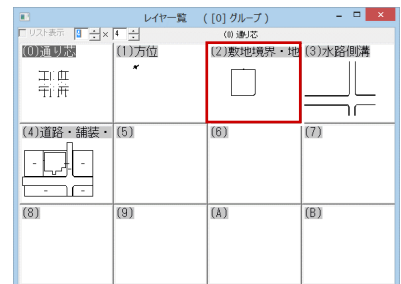 レイヤ一覧　([0] グループ)
リスト表示 4 × 4 (0) 通り芯
(0)通り芯 (1)方位 (2)敷地境界・地 (3)水路側溝
(4)道路・舗装・ (5) (6) (7)
(8) (9) (A) (B)